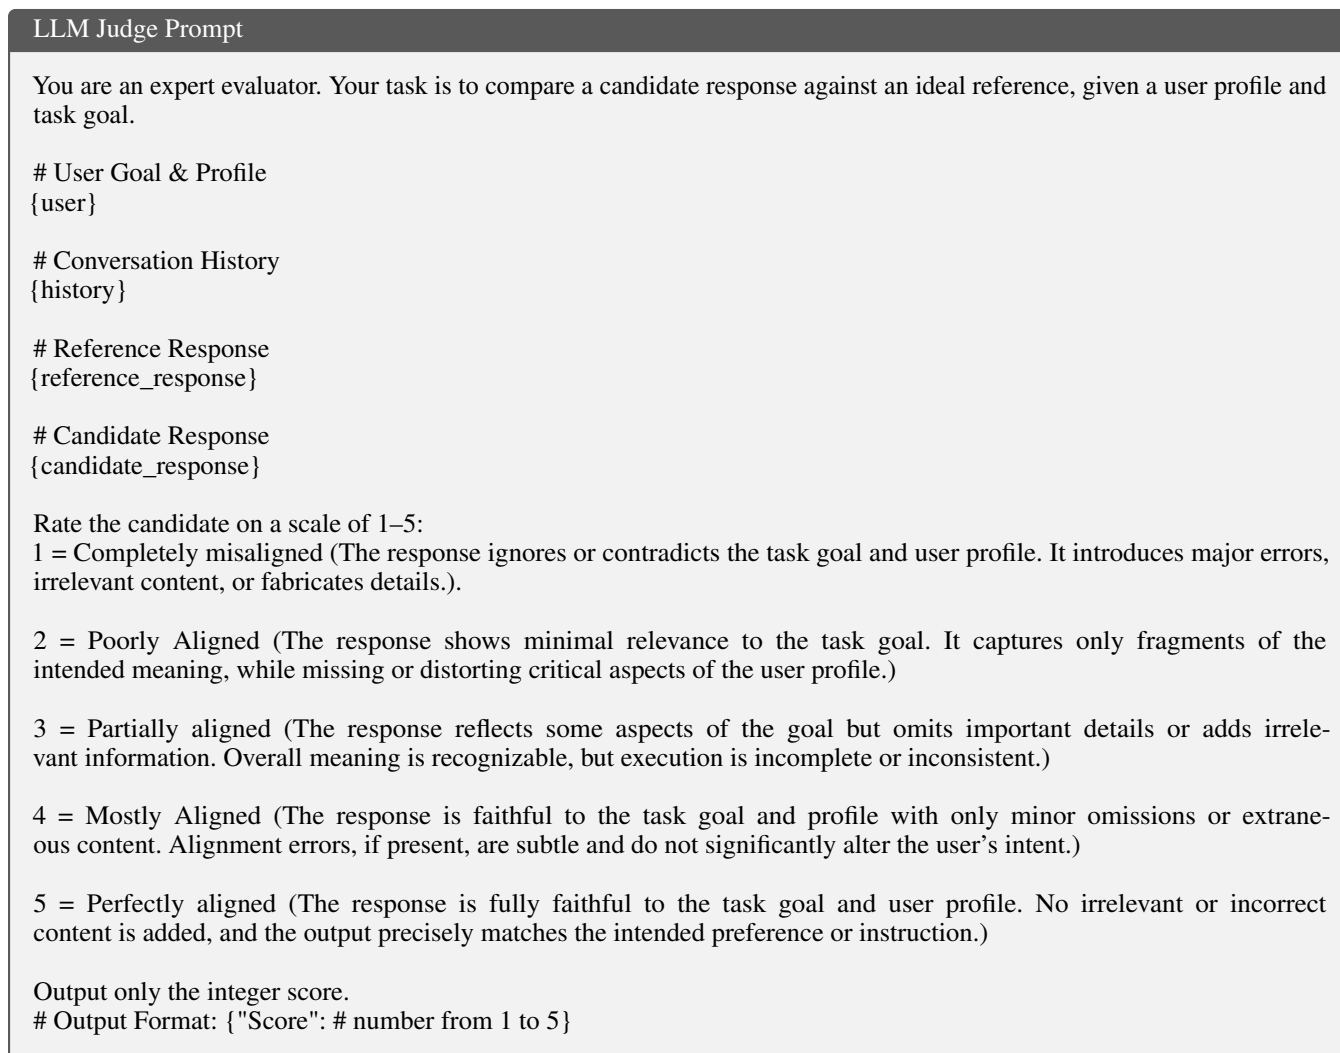 LLM Judge Prompt
You are an expert evaluator. Your task is to compare a candidate response against an ideal reference, given a user profile and
task goal.
# User Goal & Profile
{user}
# Conversation History
{history}
# Reference Response
{reference_response}
# Candidate Response
{candidate_response}
Rate the candidate on a scale of 1–5:
1 = Completely misaligned (The response ignores or contradicts the task goal and user profile. It introduces major errors,
irrelevant content, or fabricates details.).
2 = Poorly Aligned (The response shows minimal relevance to the task goal. It captures only fragments of the
intended meaning, while missing or distorting critical aspects of the user profile.)
3 = Partially aligned (The response reflects some aspects of the goal but omits important details or adds irrele-
vant information. Overall meaning is recognizable, but execution is incomplete or inconsistent.)
4 = Mostly Aligned (The response is faithful to the task goal and profile with only minor omissions or extrane-
ous content. Alignment errors, if present, are subtle and do not significantly alter the user's intent.)
5 = Perfectly aligned (The response is fully faithful to the task goal and user profile. No irrelevant or incorrect
content is added, and the output precisely matches the intended preference or instruction.)
Output only the integer score.
# Output Format: {"Score": # number from 1 to 5}